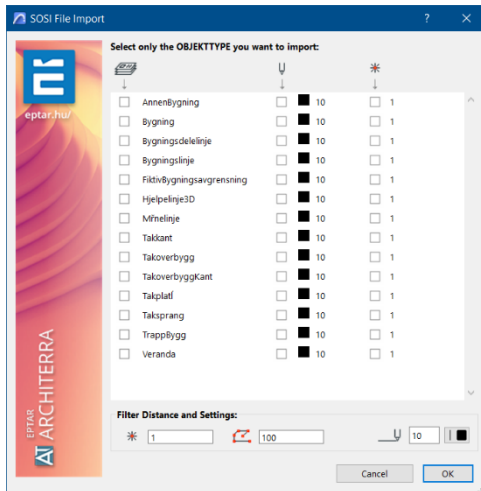 SOSI File Import ? ×
Select only the OBJEKTTYPE you want to import:
eptar.hu/
AnnenBygning 10 1
Bygning 10 1
Bygningsdelelinje 10 1
Bygningslinje 10 1
FiktivBygningsavgrensning 10 1
Hjelpelinje3D 10 1
Mřnelinje 10 1
Takkant 10 1
Takoverbygg 10 1
TakoverbyggKant 10 1
Takplatĺ 10 1
Taksprang 10 1
TrappBygg 10 1
Veranda 10 1
EPTAR
ARCHITERRA
Filter Distance and Settings:
1 100 10
Cancel OK